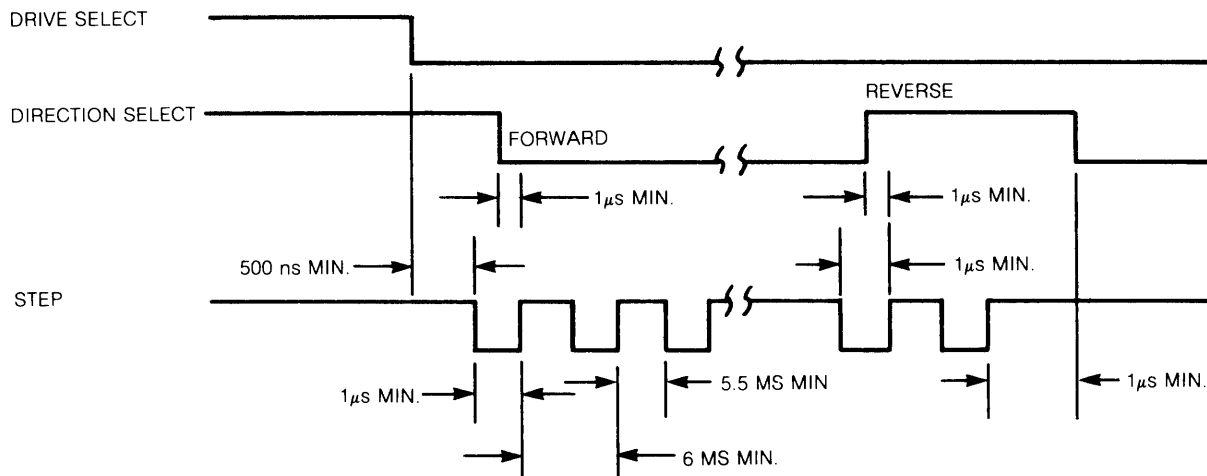 DRIVE SELECT
REVERSE
DIRECTION SELECT
FORWARD
1μs MIN.
1μs MIN.
500 ns MIN.
1μs MIN.
STEP
5.5 MS MIN
1μs MIN.
1μs MIN.
6 MS MIN.